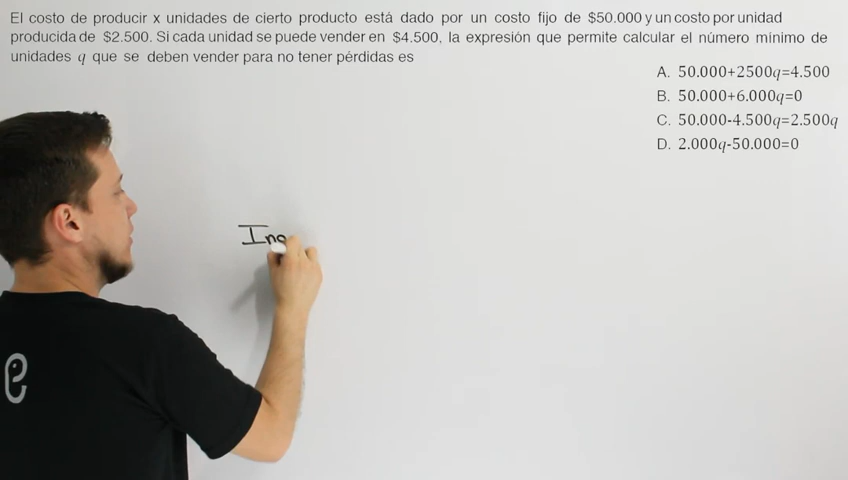 El costo de producir x unidades de cierto producto está dado por un costo fijo de $50.000 y un costo por unidad
producida de $2.500. Si cada unidad se puede vender en $4.500, la expresión que permite calcular el número mínimo de
unidades q que se deben vender para no tener pérdidas es
A. 50.000+2500q=4.500
B. 50.000+6.000q=0
C. 50.000-4.500q=2.500q
D. 2.000q-50.000=0
Ing
e